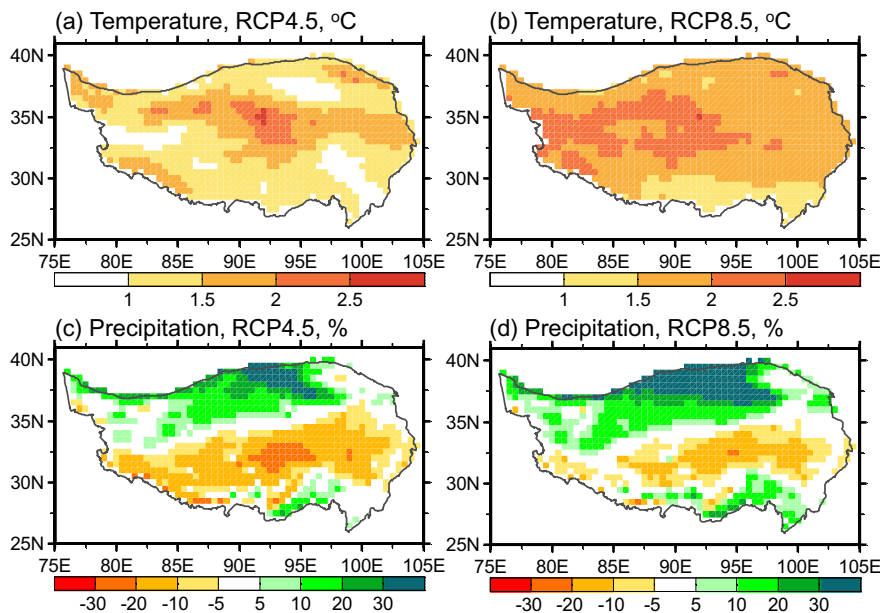 (a) Temperature, RCP4.5, °C
(b) Temperature, RCP8.5, °C
40N
35N
30N
25N
75E 80E 85E 90E 95E 100E 105E
1 1.5 2 2.5
40N
35N
30N
25N
75E 80E 85E 90E 95E 100E 105E
1 1.5 2 2.5
(c) Precipitation, RCP4.5, %
(d) Precipitation, RCP8.5, %
40N
35N
30N
25N
75E 80E 85E 90E 95E 100E 105E
-30 -20 -10 -5 5 10 20 30
40N
35N
30N
25N
75E 80E 85E 90E 95E 100E 105E
-30 -20 -10 -5 5 10 20 30